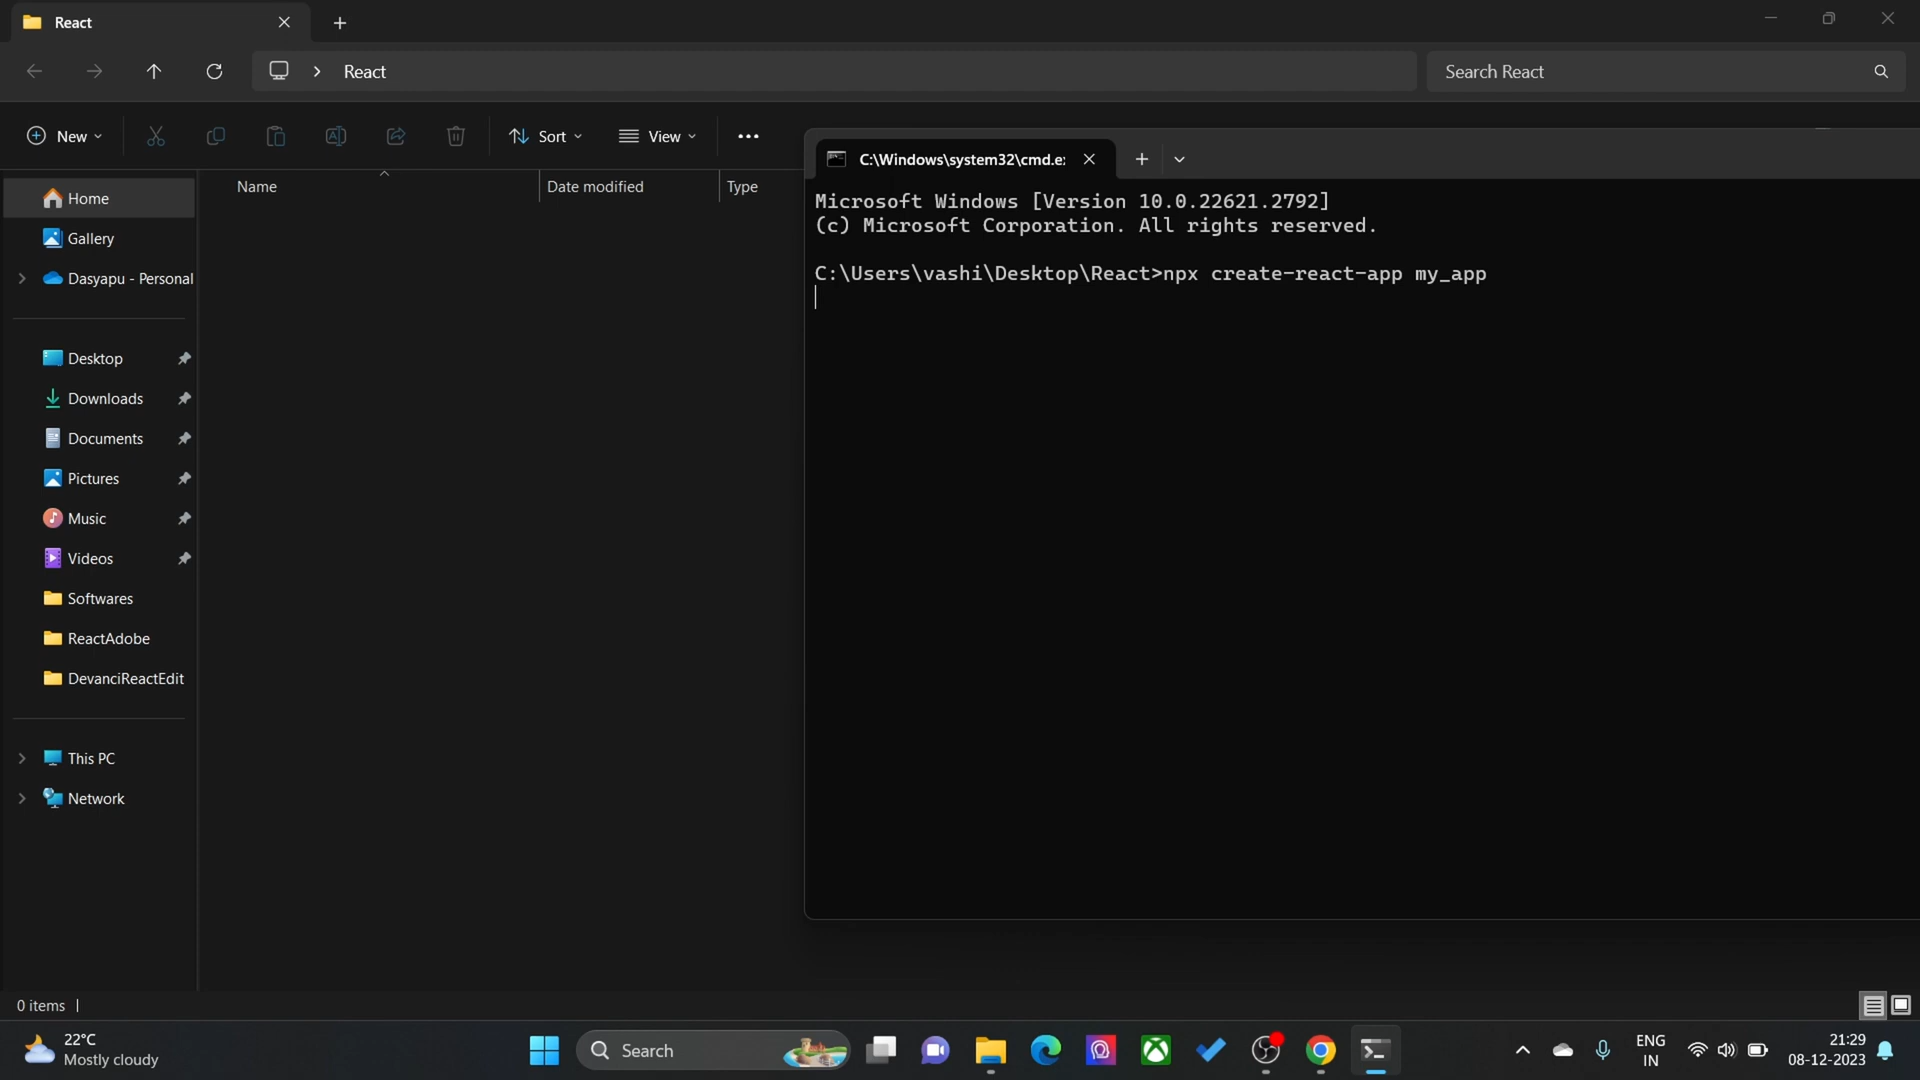 React
React
Search React
New
Sort
View
C:\Windows\system32\cmd.e
Name
Date modified
Type
Home
Gallery
Dasyapu - Personal
Desktop
Downloads
Documents
Pictures
Music
Videos
Softwares
ReactAdobe
DevanciReactEdit
This PC
Network
Microsoft Windows [Version 10.0.22621.2792]
(c) Microsoft Corporation. All rights reserved.
C:\Users\vashi\Desktop\React>npx create-react-app my_app
0 items
22°C
Mostly cloudy
Search
ENG
IN
21:29
08-12-2023